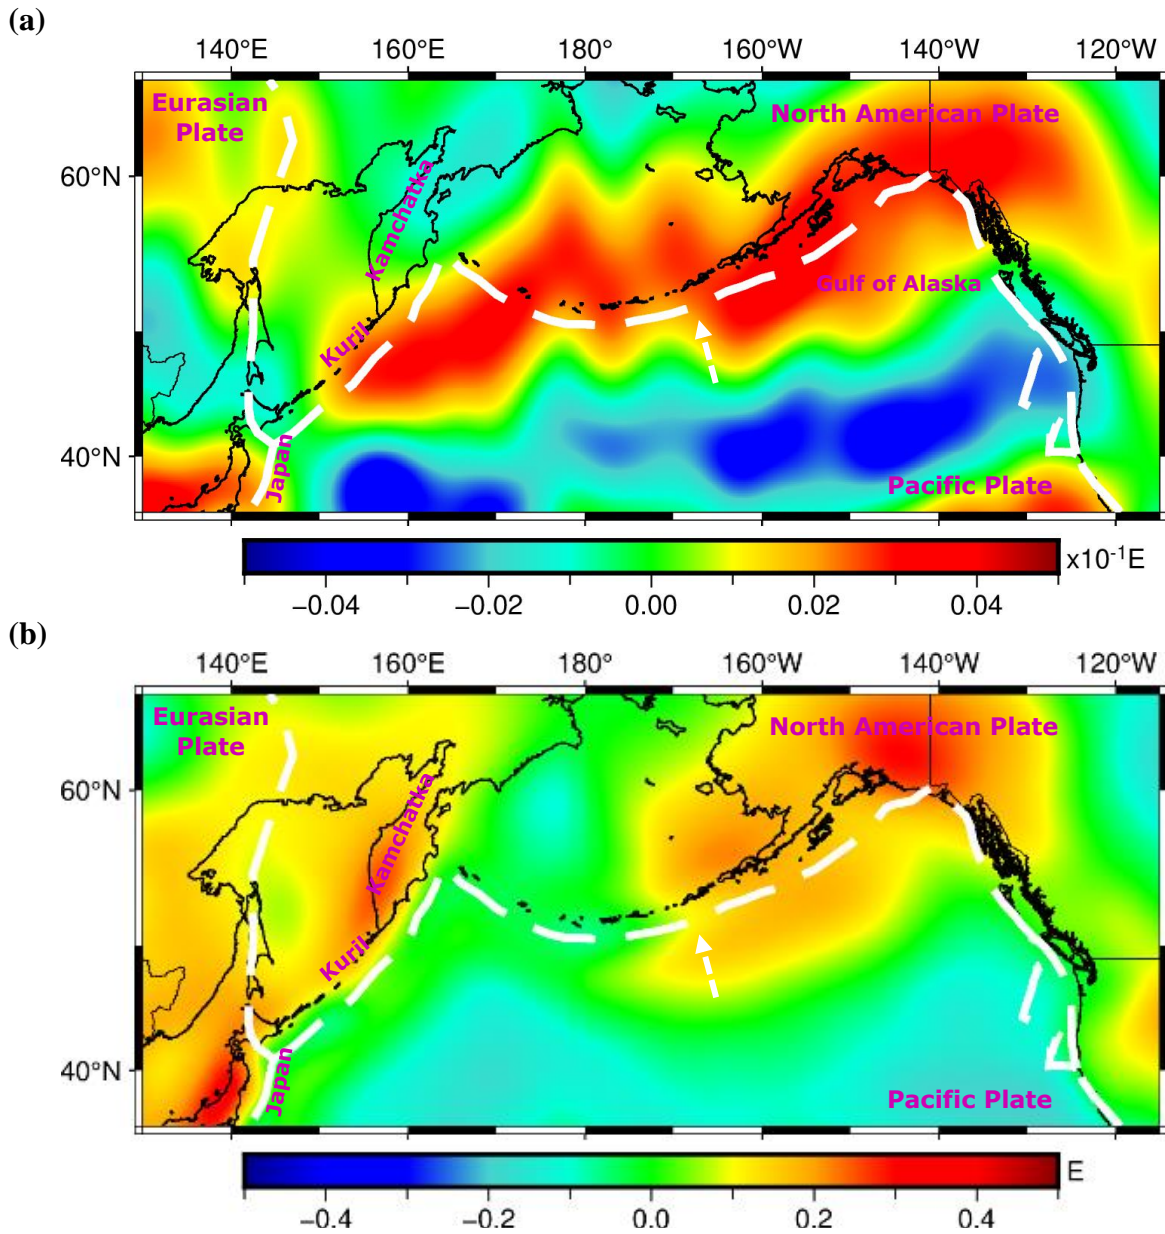 (a)
140°E 160°E 180° 160°W 140°W 120°W
Eurasian
Plate
North American Plate
60°N
Kamchatka
Gulf of Alaska
Kuril
40°N
Japan
Pacific Plate
x10⁻¹E
−0.04 −0.02 0.00 0.02 0.04
(b)
140°E 160°E 180° 160°W 140°W 120°W
Eurasian
Plate
North American Plate
60°N
Kamchatka
Kuril
40°N
Japan
Pacific Plate
E
−0.4 −0.2 0.0 0.2 0.4